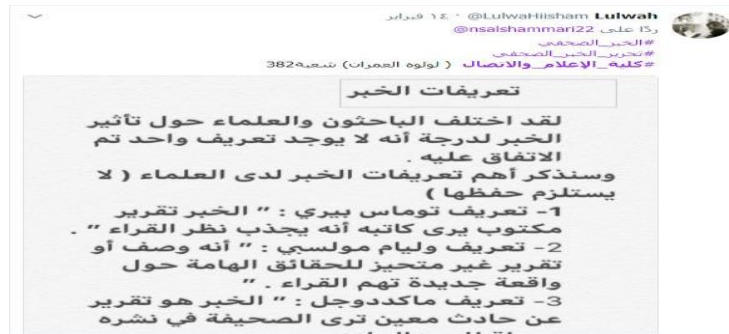 Lulwah @LulwaHiisham · ١٤ فبراير
ردًا على @nsalshammari22
#الخبر_الصحفي
#تحرير_الخبر_الصحفي
#كلية_الإعلام_والاتصال ( لولوه العمران) شعبة382
تعريفات الخبر
لقد اختلف الباحثون والعلماء حول تأثير
الخبر لدرجة أنه لا يوجد تعريف واحد تم
الاتفاق عليه .
وسنذكر أهم تعريفات الخبر لدى العلماء ( لا
يستلزم حفظها )
1- تعريف توماس بيري : ” الخبر تقرير
مكتوب يرى كاتبه أنه يجذب نظر القراء ” .
2- تعريف وليام مولسبي : ” أنه وصف أو
تقرير غير متحيز للحقائق الهامة حول
واقعة جديدة تهم القراء . ”
3- تعريف ماكددوجل : ” الخبر هو تقرير
عن حادث معين ترى الصحيفة في نشره